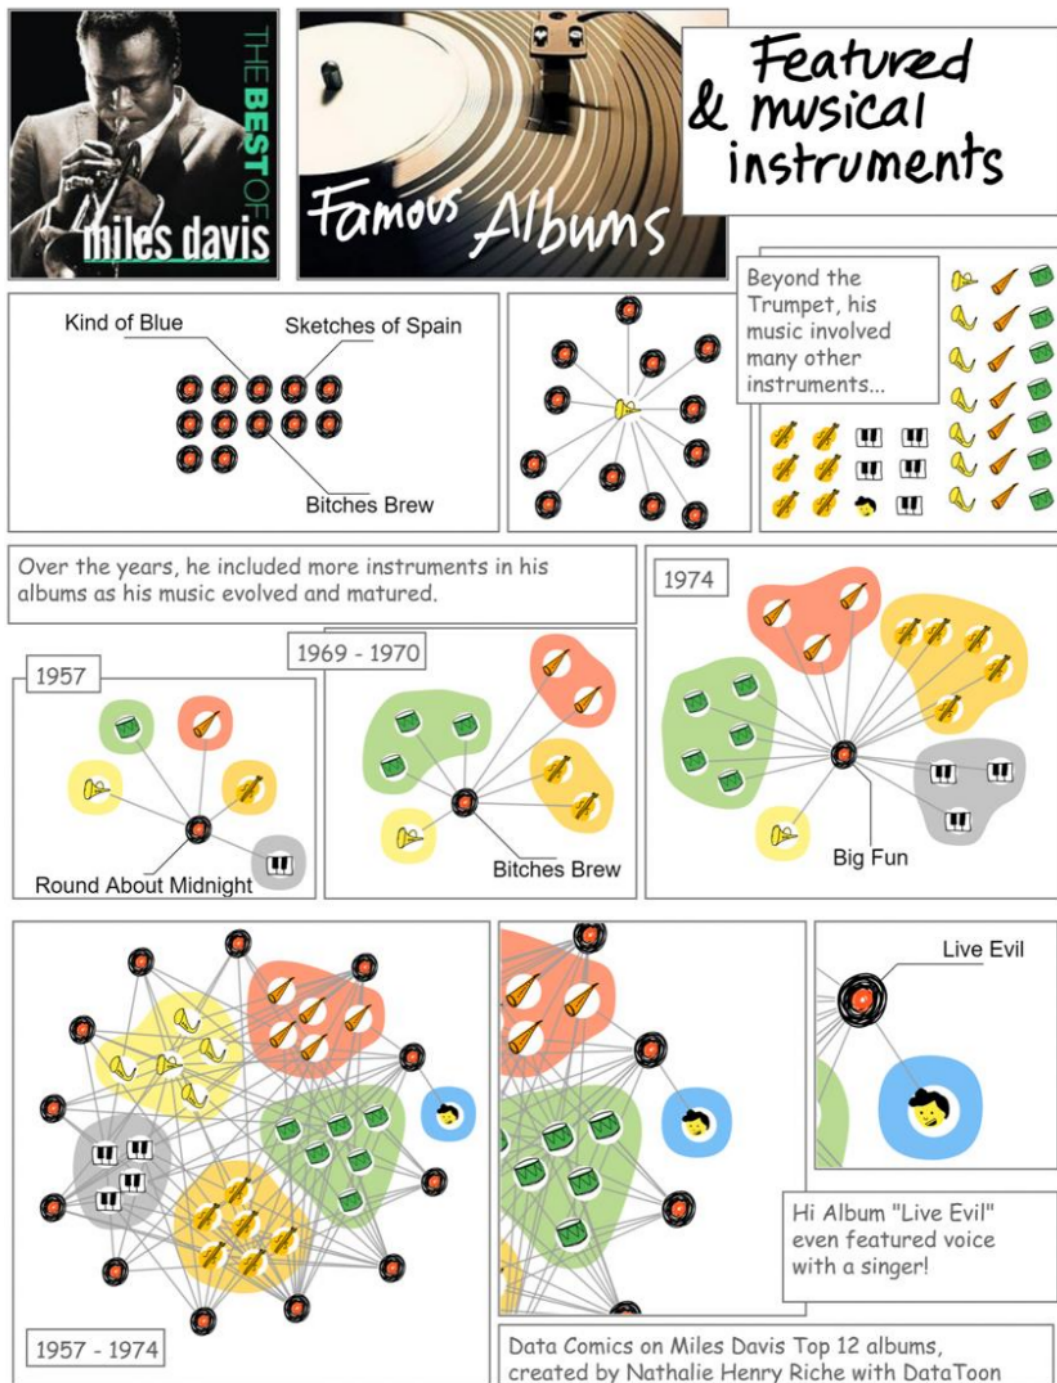 THE BEST OF
miles davis
Famous Albums
Featured
& musical
instruments
Kind of Blue
Sketches of Spain
Bitches Brew
Beyond the
Trumpet, his
music involved
many other
instruments...
Over the years, he included more instruments in his
albums as his music evolved and matured.
1957
Round About Midnight
1969 - 1970
Bitches Brew
1974
Big Fun
1957 - 1974
Live Evil
Hi Album "Live Evil"
even featured voice
with a singer!
Data Comics on Miles Davis Top 12 albums,
created by Nathalie Henry Riche with DataToon